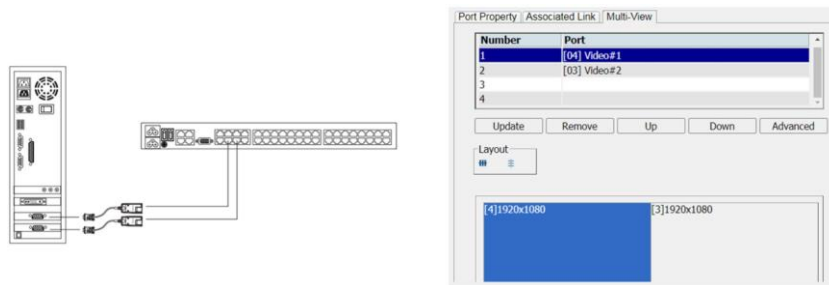 Port Property Associated Link Multi-View
Number Port
1 [04] Video#1
2 [03] Video#2
3
4
Update Remove Up Down Advanced
Layout
[4]1920x1080 [3]1920x1080